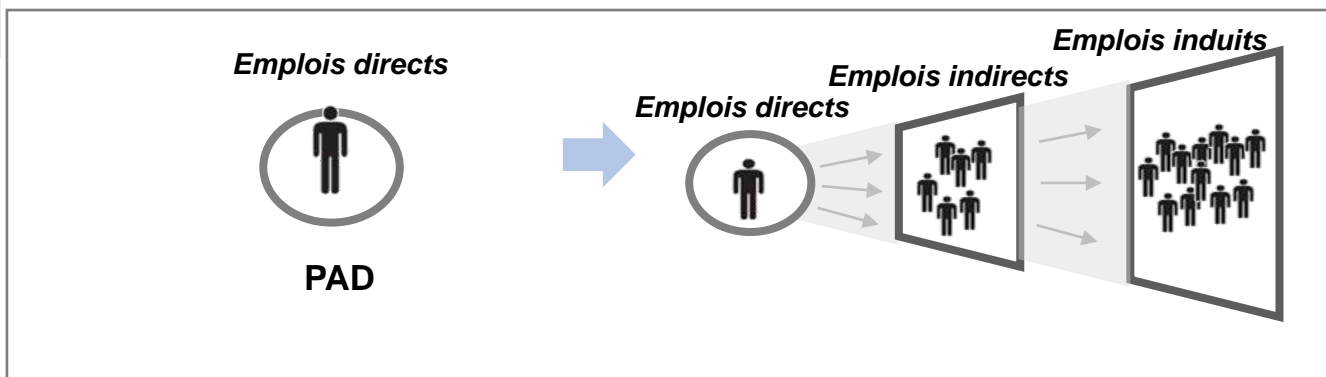 Emplois directs
PAD
Emplois directs
Emplois indirects
Emplois induits